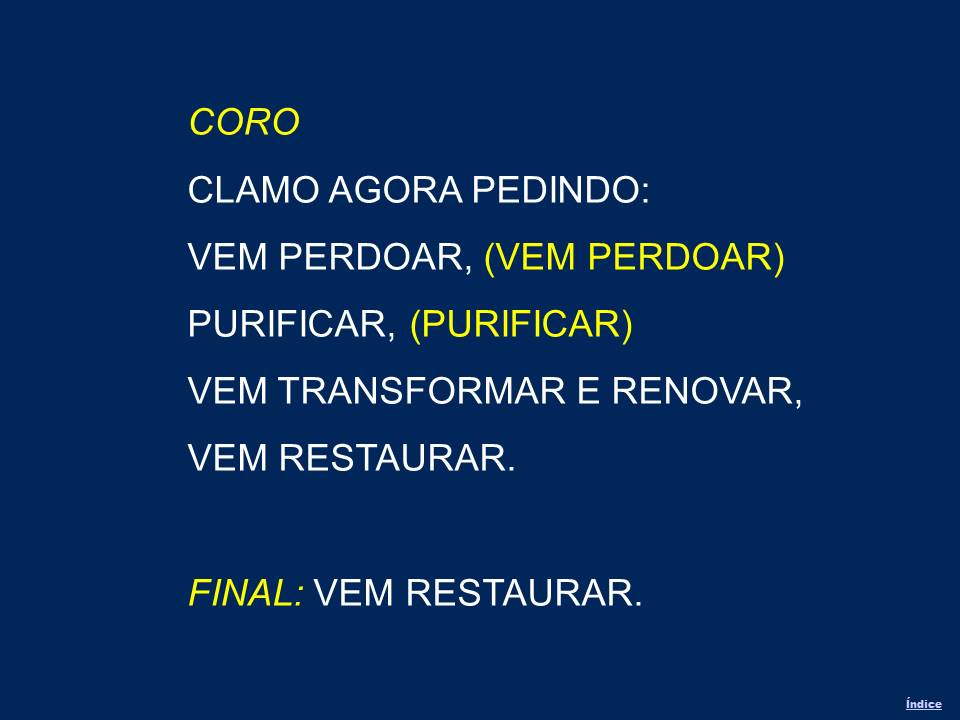 CORO
CLAMO AGORA PEDINDO:
VEM PERDOAR, (VEM PERDOAR)
PURIFICAR, (PURIFICAR)
VEM TRANSFORMAR E RENOVAR,
VEM RESTAURAR.
FINAL: VEM RESTAURAR.
Índice